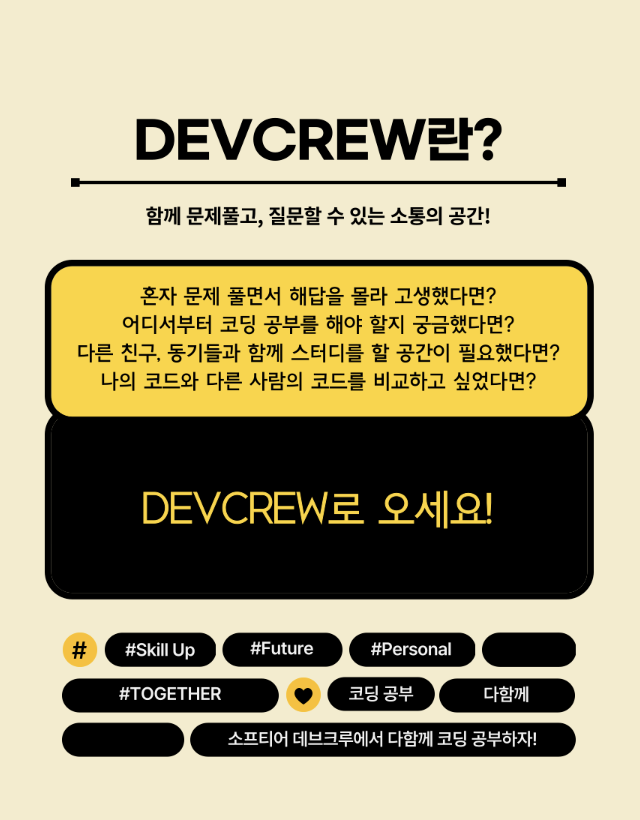 DEVCREW란?
함께 문제풀고, 질문할 수 있는 소통의 공간!
혼자 문제 풀면서 해답을 몰라 고생했다면?
어디서부터 코딩 공부를 해야 할지 궁금했다면?
다른 친구, 동기들과 함께 스터디를 할 공간이 필요했다면?
나의 코드와 다른 사람의 코드를 비교하고 싶었다면?
DEVCREW로 오세요!
# #Skill Up #Future #Personal
#TOGETHER 코딩 공부 다함께
소프티어 데브크루에서 다함께 코딩 공부하자!